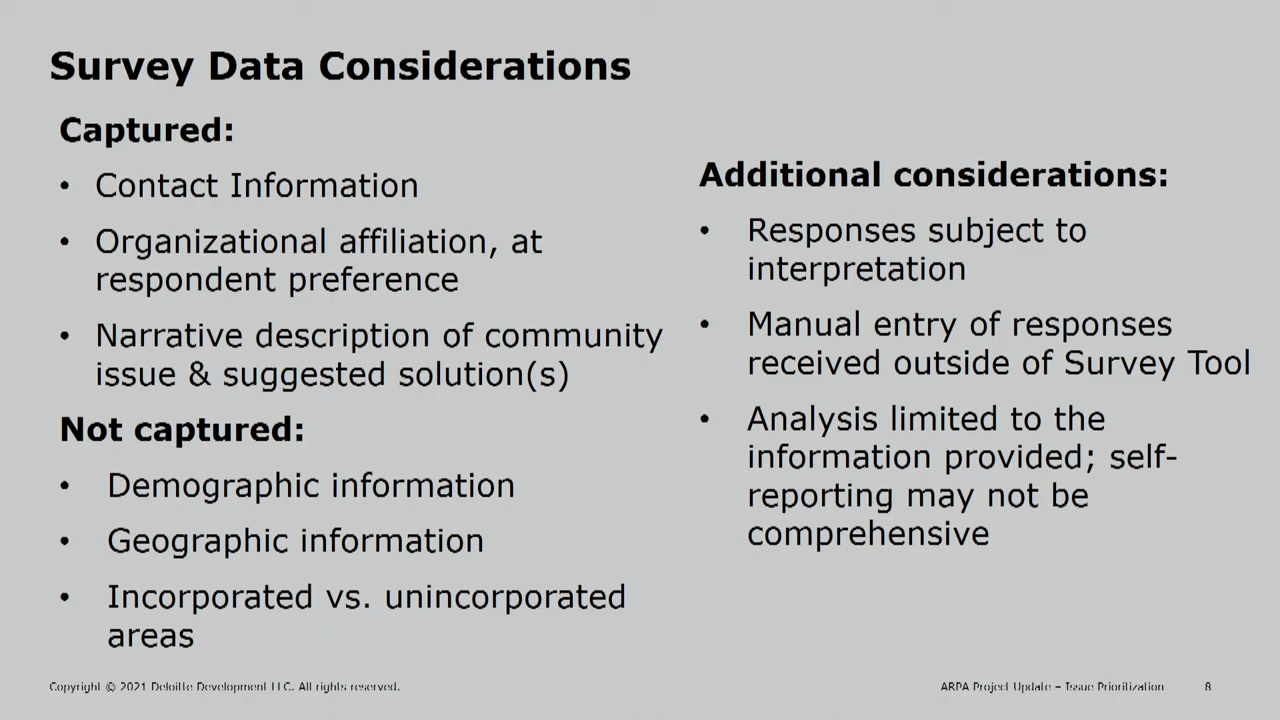 Survey Data Considerations
Captured:
• Contact Information
• Organizational affiliation, at
respondent preference
• Narrative description of community
issue & suggested solution(s)
Not captured:
• Demographic information
• Geographic information
• Incorporated vs. unincorporated
areas
Additional considerations:
• Responses subject to
interpretation
• Manual entry of responses
received outside of Survey Tool
• Analysis limited to the
information provided; self-
reporting may not be
comprehensive
Copyright © 2021 Deloitte Development LLC. All rights reserved.
ARPA Project Update – Issue Prioritization 8